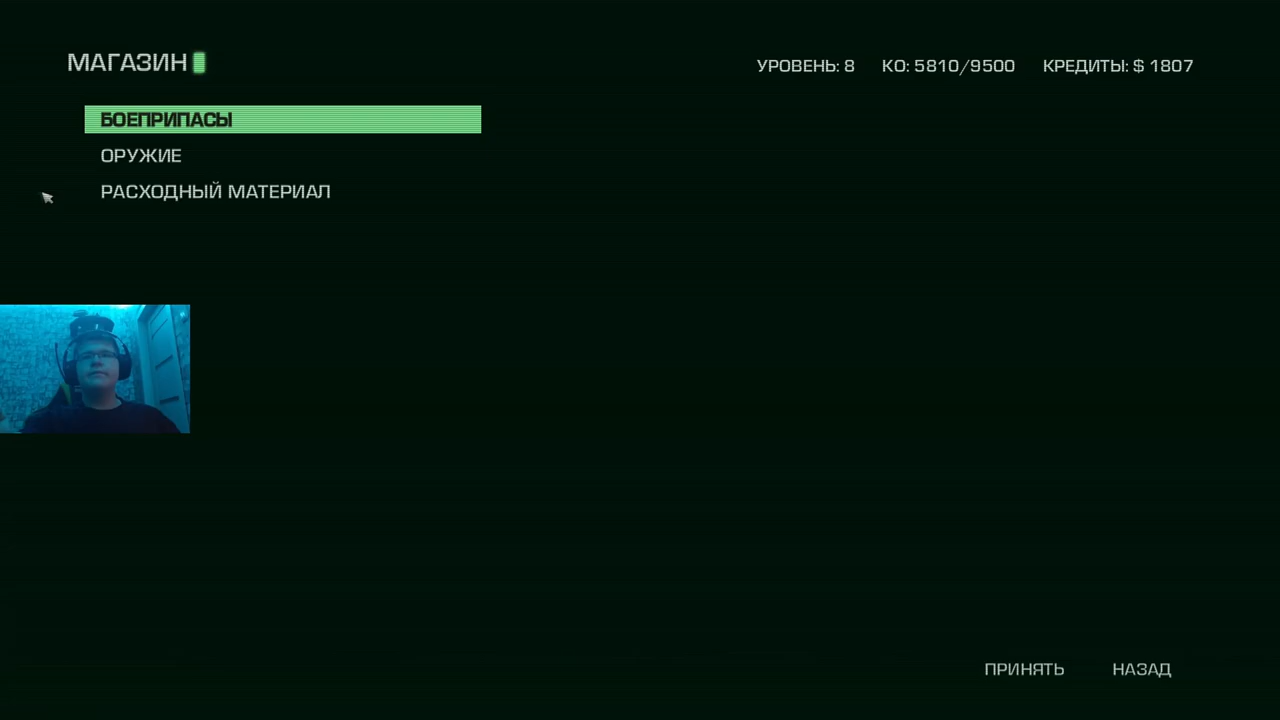 МАГАЗИН
УРОВЕНЬ: 8 КО: 5810/9500 КРЕДИТЫ: $ 1807
БОЕПРИПАСЫ
ОРУЖИЕ
РАСХОДНЫЙ МАТЕРИАЛ
ПРИНЯТЬ НАЗАД